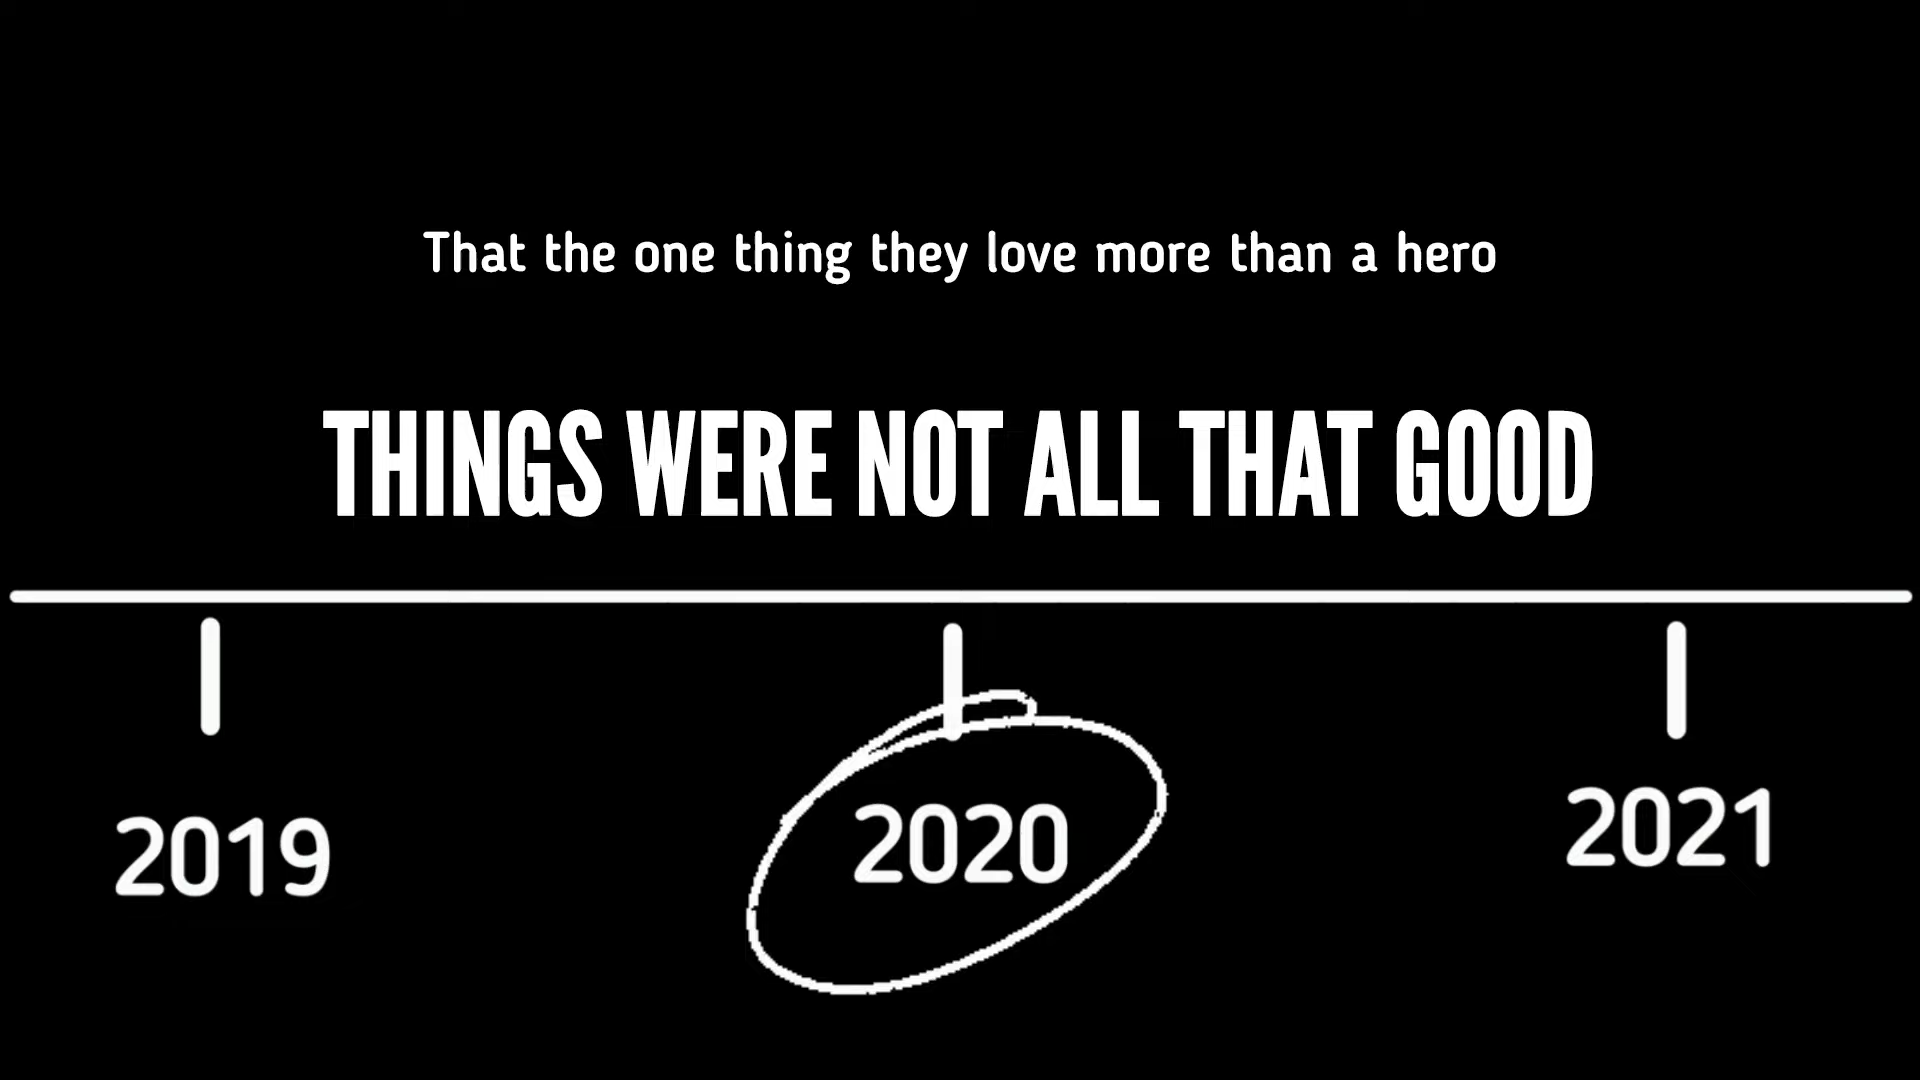 That the one thing they love more than a hero
THINGS WERE NOT ALL THAT GOOD
2019
2020
2021